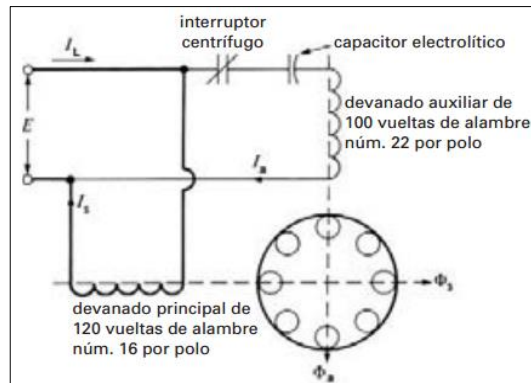 interruptor
centrífugo
capacitor electrolítico
I_L
devanado auxiliar de
100 vueltas de alambre
núm. 22 por polo
E
I_a
I_s
Φ_s
devanado principal de
120 vueltas de alambre
núm. 16 por polo
Φ_a